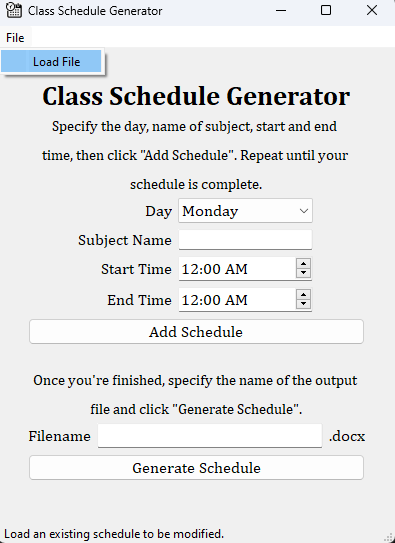 Class Schedule Generator
File
Load File
Class Schedule Generator
Specify the day, name of subject, start and end
time, then click "Add Schedule". Repeat until your
schedule is complete.
Day Monday
Subject Name
Start Time 12:00 AM
End Time 12:00 AM
Add Schedule
Once you're finished, specify the name of the output
file and click "Generate Schedule".
Filename .docx
Generate Schedule
Load an existing schedule to be modified.